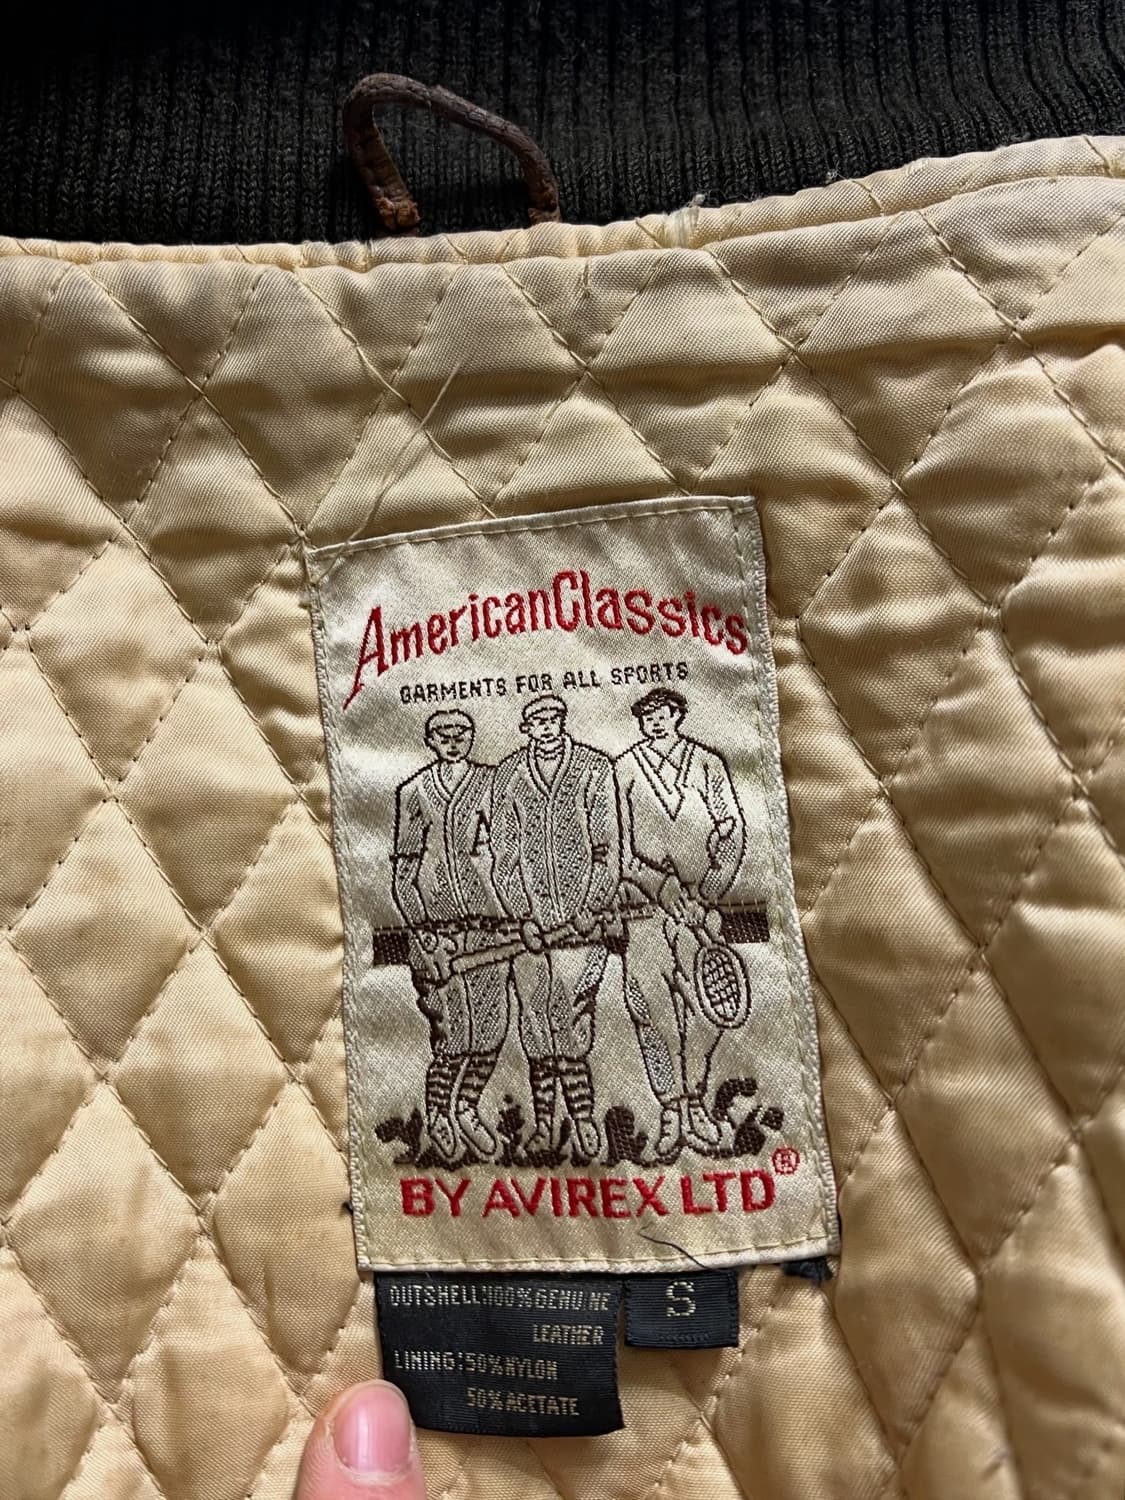 AmericanClassics
GARMENTS FOR ALL SPORTS
A
BY AVIREX LTD®
OUTSHELL:100%GENUINE
LEATHER
LINING:50%NYLON
50%ACETATE
S